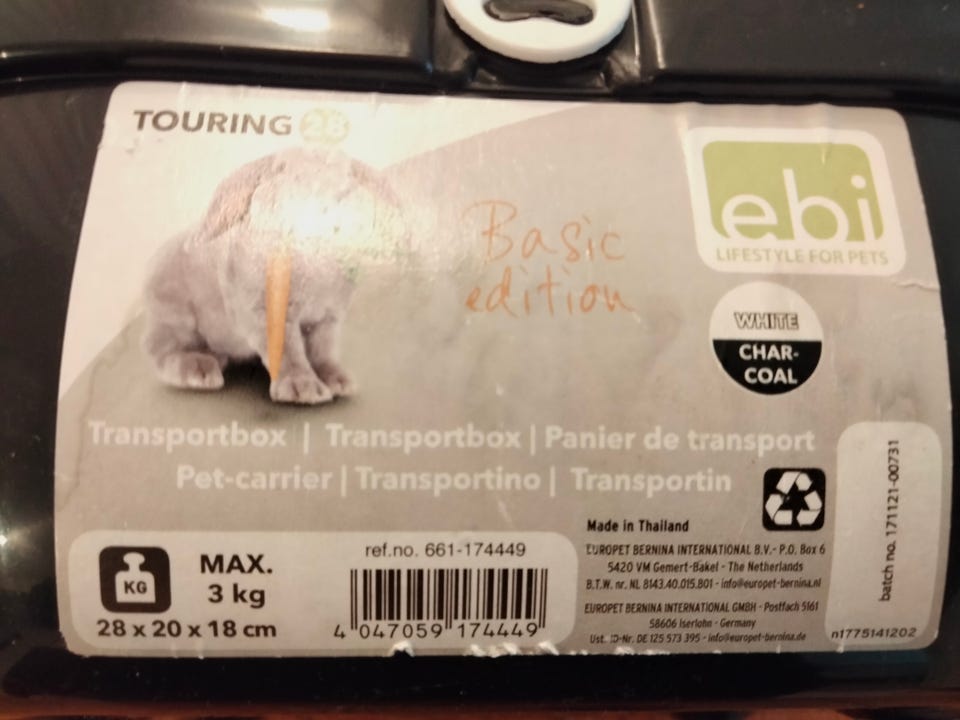 TOURING 28
Basic
edition
ebi
LIFESTYLE FOR PETS
WHITE
CHAR-
COAL
Transportbox | Transportbox | Panier de transport
Pet-carrier | Transportino | Transportin
KG
MAX.
3 kg
28 x 20 x 18 cm
ref.no. 661-174449
4 047059 174449
Made in Thailand
EUROPET BERNINA INTERNATIONAL B.V.- P.O. Box 6
5420 VM Gemert-Bakel - The Netherlands
B.T.W. nr. NL 8143.40.015.B01 - info@europet-bernina.nl
EUROPET BERNINA INTERNATIONAL GMBH - Postfach 5161
58606 Iserlohn - Germany
Ust. ID-Nr. DE 125 573 395 - info@europet-bernina.de
batch no. 171121-00731
n1775141202